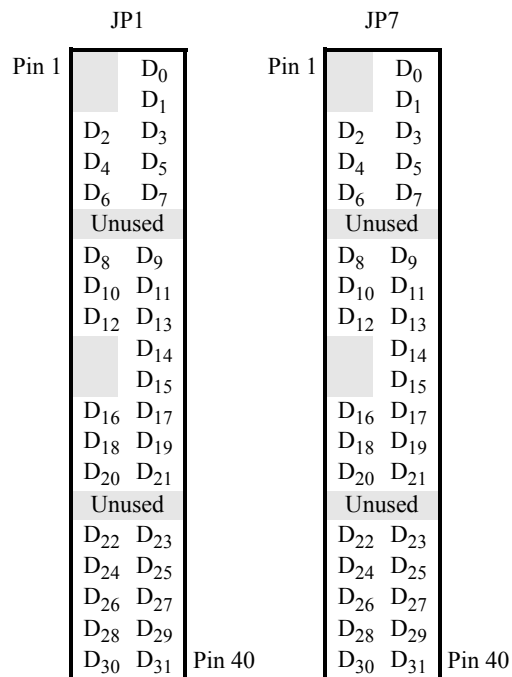 JP1 JP7
Pin 1 D0 Pin 1 D0
D1 D1
D2 D3 D2 D3
D4 D5 D4 D5
D6 D7 D6 D7
Unused Unused
D8 D9 D8 D9
D10 D11 D10 D11
D12 D13 D12 D13
D14 D14
D15 D15
D16 D17 D16 D17
D18 D19 D18 D19
D20 D21 D20 D21
Unused Unused
D22 D23 D22 D23
D24 D25 D24 D25
D26 D27 D26 D27
D28 D29 D28 D29
D30 D31 Pin 40 D30 D31 Pin 40